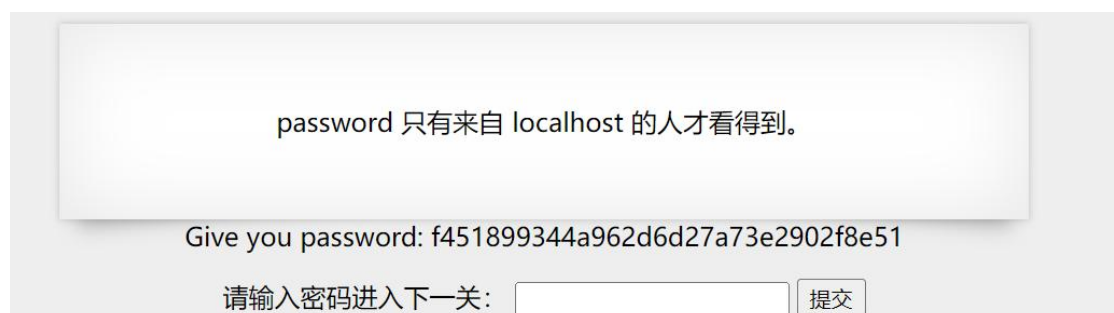 password 只有来自 localhost 的人才看得到。
Give you password: f451899344a962d6d27a73e2902f8e51
请输入密码进入下一关： 提交